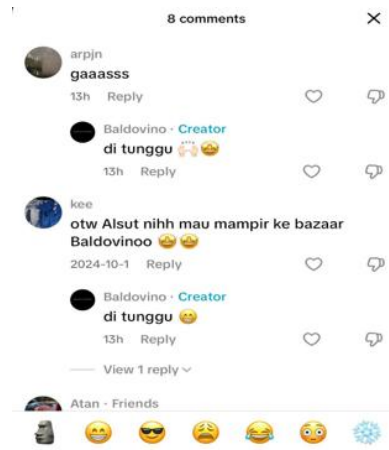 8 comments
arpjn
gaaasss
13h Reply
Baldovino · Creator
di tunggu 🙌🏻🤩
13h Reply
kee
otw Alsut nihh mau mampir ke bazaar
Baldovinoo 🤩🤩
2024-10-1 Reply
Baldovino · Creator
di tunggu 😁
13h Reply
View 1 reply
Atan · Friends